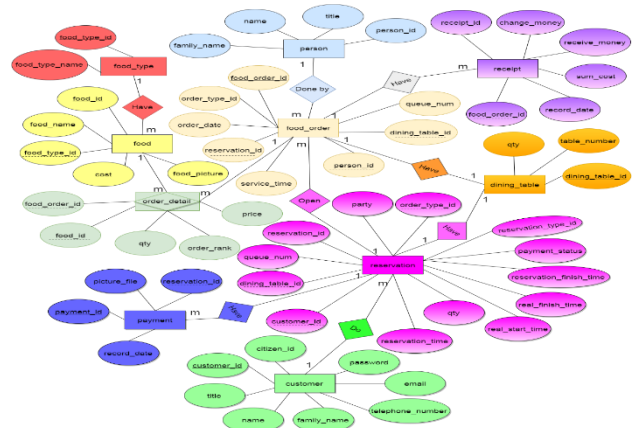 name
title
person_id
family_name
person
1
Done by
m
receipt_id
change_money
receive_money
receipt
sum_cost
record_date
food_order_id
Have
m
1
food_type_id
food_type_name
food_type
1
Have
m
food_id
food_name
food
food_type_id
cost
food_picture
1
m
food_order_id
order_type_id
order_date
reservation_id
service_time
food_order
queue_num
dining_table_id
person_id
1
m
1
Have
1
qty
table_number
dining_table
dining_table_id
1
Have
1
food_order_id
food_id
qty
order_rank
price
order_detail
m
m
m
Open
1
party
order_type_id
reservation_id
queue_num
dining_table_id
customer_id
reservation
reservation_type_id
payment_status
reservation_finish_time
real_finish_time
real_start_time
qty
reservation_time
1
m
picture_file
reservation_id
payment_id
payment
record_date
m
Have
1
citizen_id
customer_id
title
name
family_name
telephone_number
email
password
customer